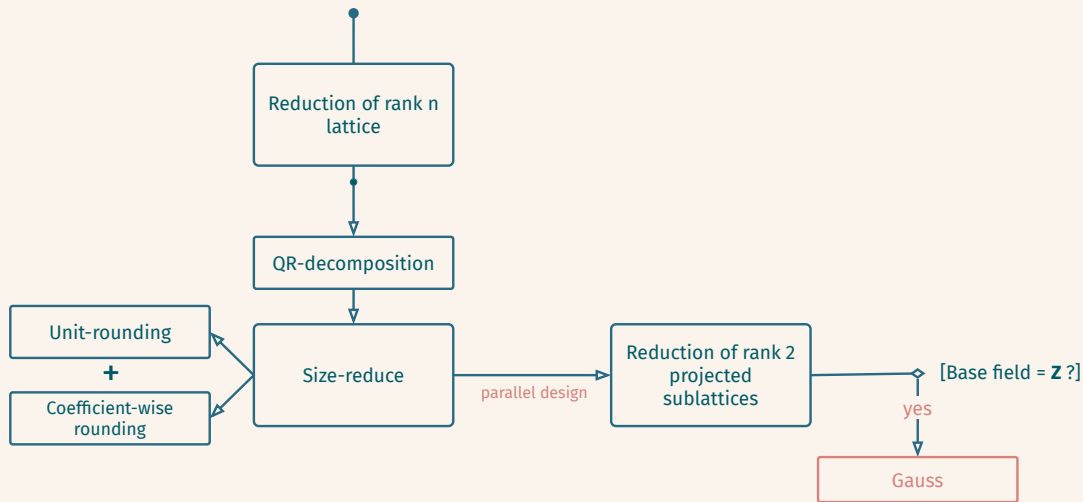 Reduction of rank n
lattice
QR-decomposition
Unit-rounding
+
Coefficient-wise
rounding
Size-reduce
parallel design
Reduction of rank 2
projected
sublattices
[Base field = Z ?]
yes
Gauss